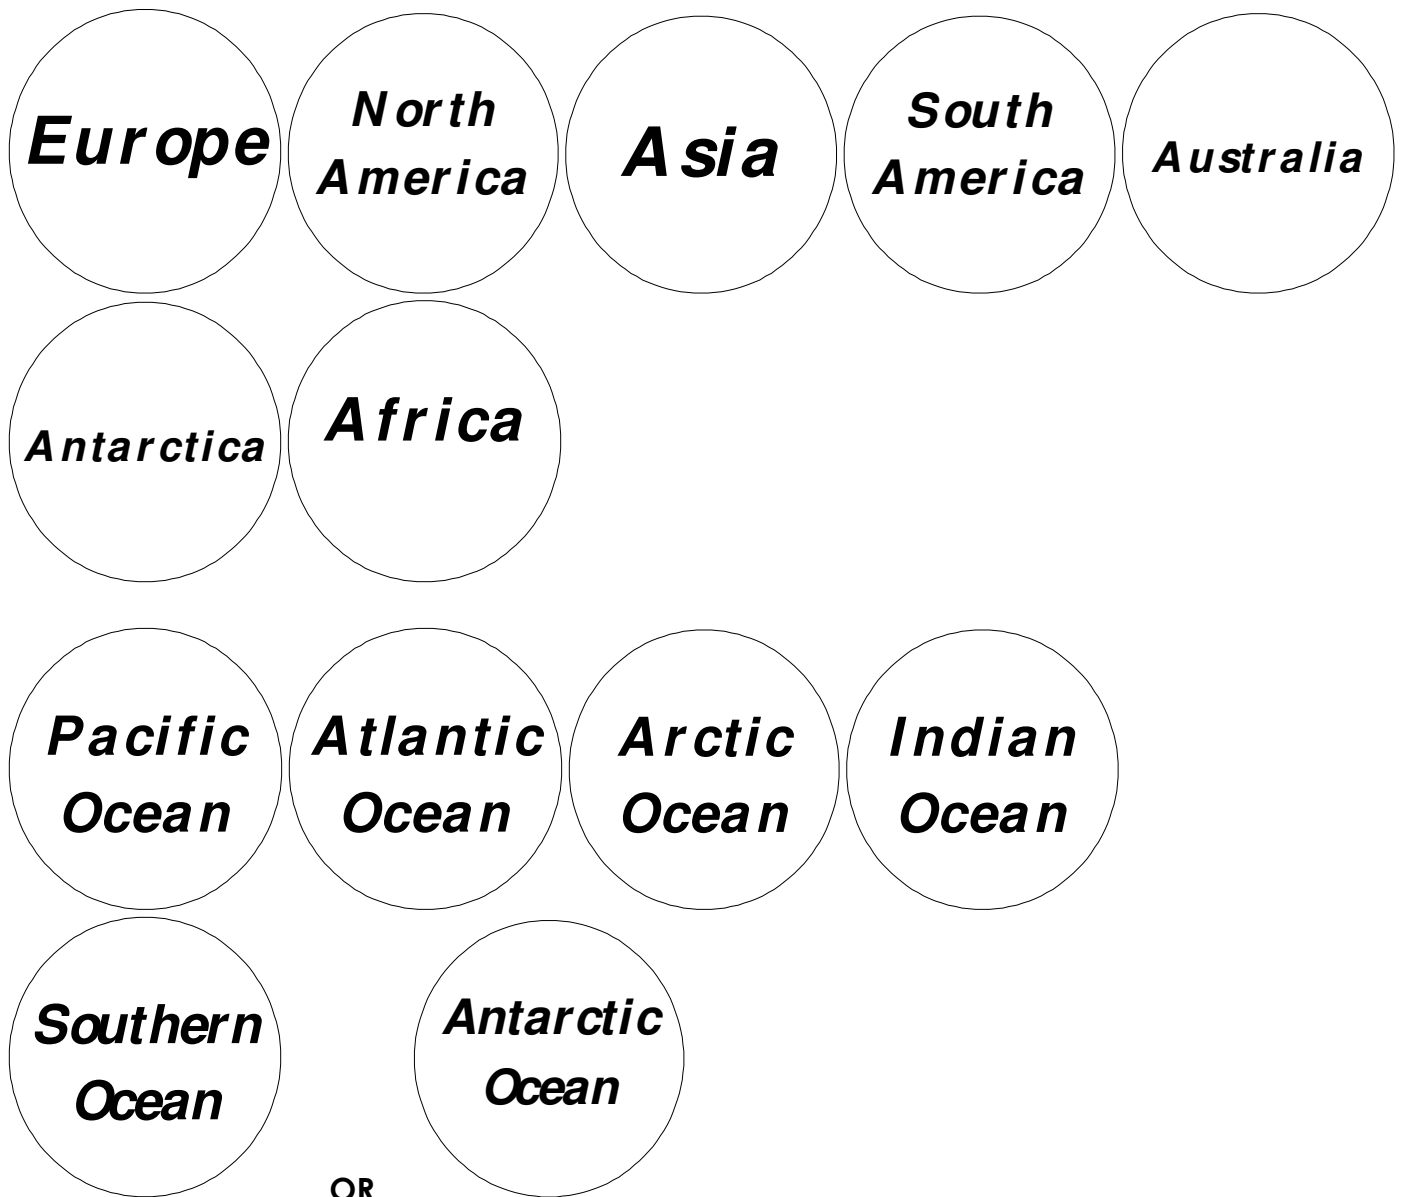 Europe
North
America
Asia
South
America
Australia
Antarctica
Africa
Pacific
Ocean
Atlantic
Ocean
Arctic
Ocean
Indian
Ocean
Southern
Ocean
Antarctic
Ocean
OR